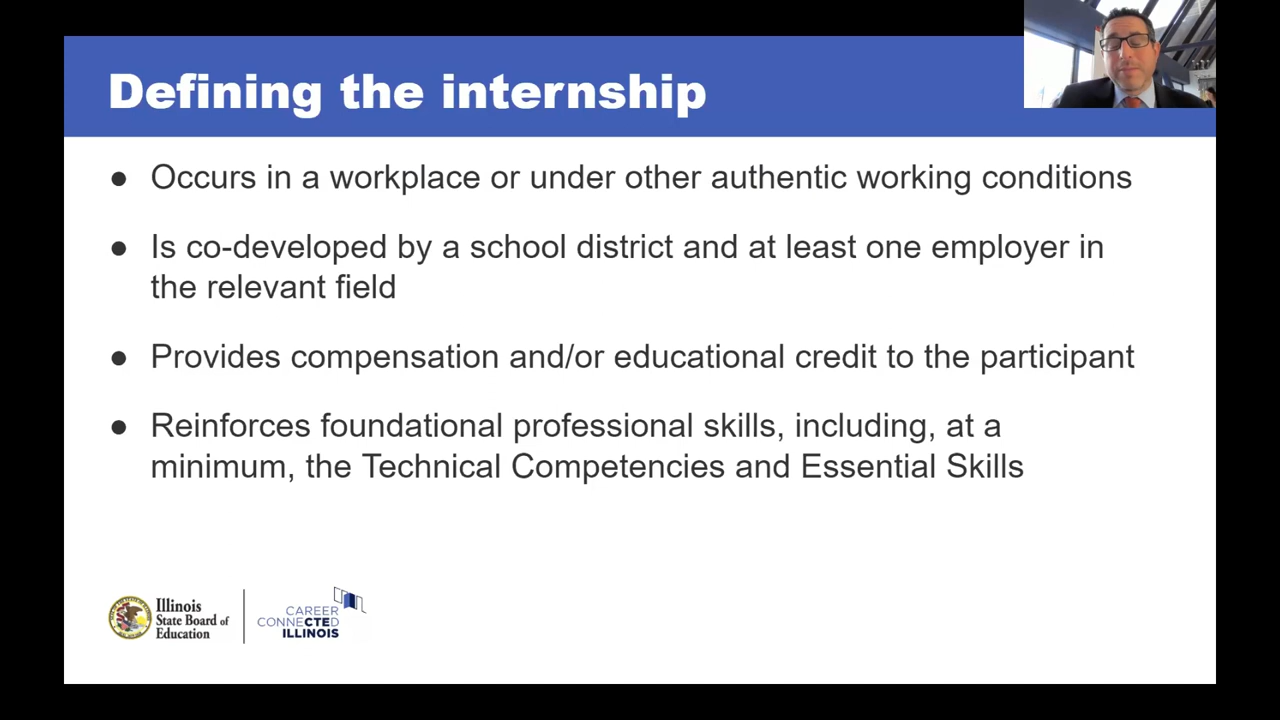 Defining the internship
● Occurs in a workplace or under other authentic working conditions
● Is co-developed by a school district and at least one employer in
the relevant field
● Provides compensation and/or educational credit to the participant
● Reinforces foundational professional skills, including, at a
minimum, the Technical Competencies and Essential Skills
Illinois
State Board of
Education
CAREER
CONNECTED
ILLINOIS